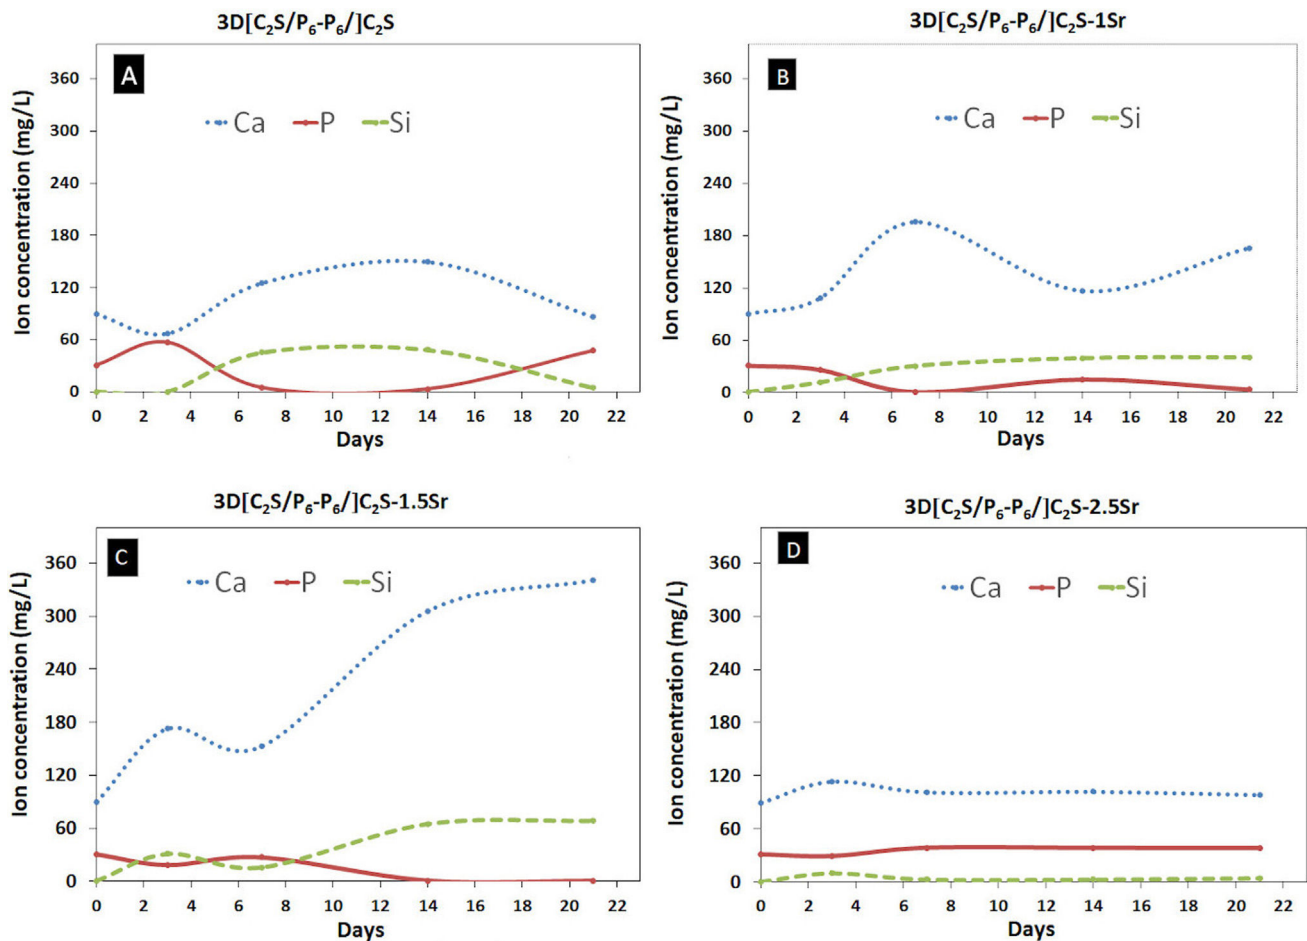 3D[C₂S/P₆-P₆/]C₂S
A
Ca P Si
Ion concentration (mg/L)
360
300
240
180
120
60
0
0 2 4 6 8 10 12 14 16 18 20 22
Days
3D[C₂S/P₆-P₆/]C₂S-1Sr
B
Ca P Si
Ion concentration (mg/L)
360
300
240
180
120
60
0
0 2 4 6 8 10 12 14 16 18 20 22
Days
3D[C₂S/P₆-P₆/]C₂S-1.5Sr
C
Ca P Si
Ion concentration (mg/L)
360
300
240
180
120
60
0
0 2 4 6 8 10 12 14 16 18 20 22
Days
3D[C₂S/P₆-P₆/]C₂S-2.5Sr
D
Ca P Si
Ion concentration (mg/L)
360
300
240
180
120
60
0
0 2 4 6 8 10 12 14 16 18 20 22
Days